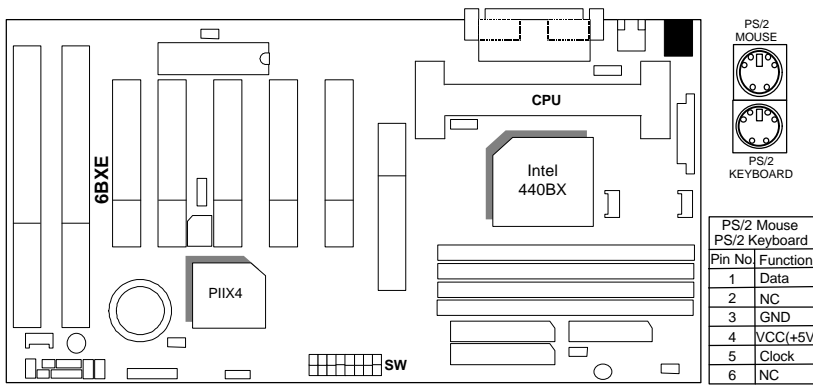 PS/2
MOUSE
CPU
6BXE
Intel
440BX
PS/2
KEYBOARD
PIIX4
SW
PS/2 Mouse
PS/2 Keyboard
Pin No. Function
1 Data
2 NC
3 GND
4 VCC(+5V
5 Clock
6 NC